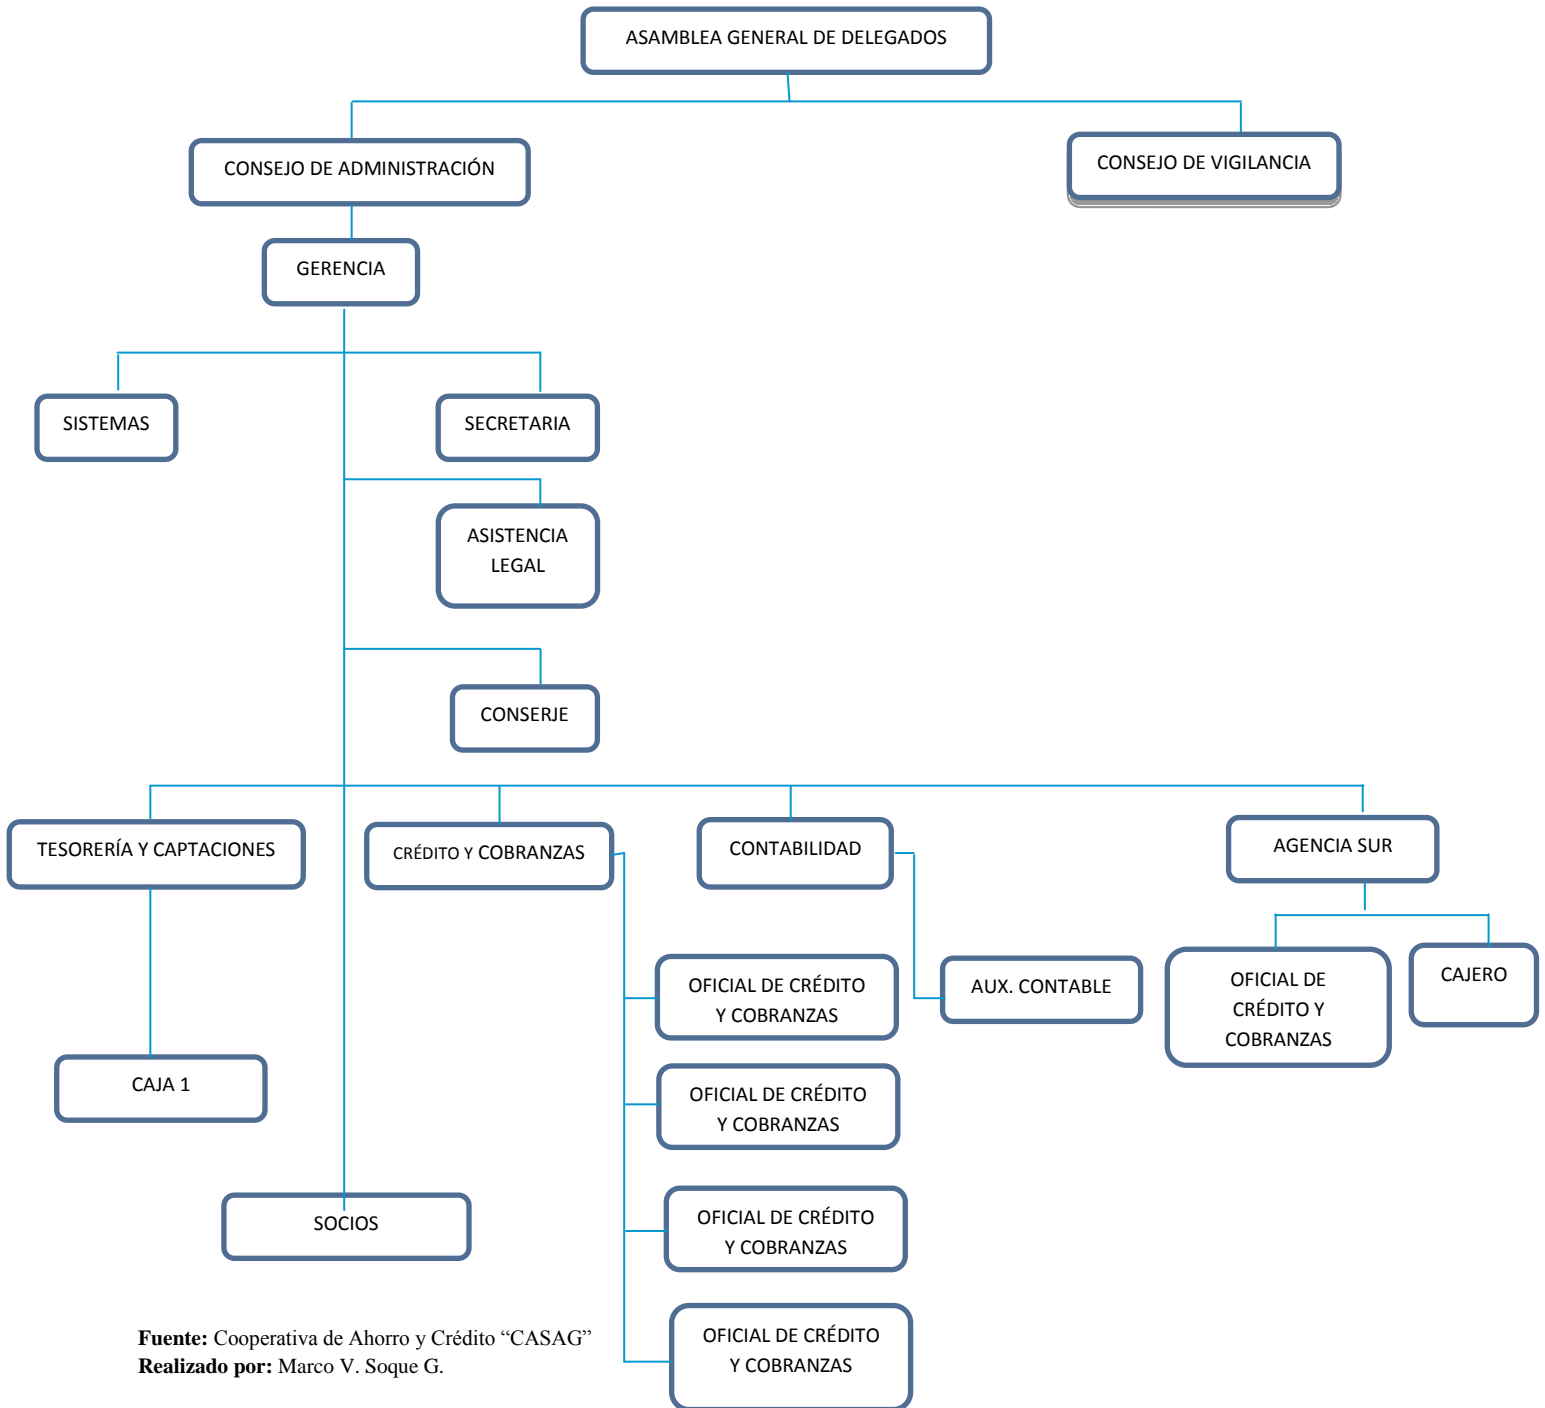 ASAMBLEA GENERAL DE DELEGADOS
CONSEJO DE ADMINISTRACIÓN
CONSEJO DE VIGILANCIA
GERENCIA
SISTEMAS
SECRETARIA
ASISTENCIA
LEGAL
CONSERJE
TESORERÍA Y CAPTACIONES
CRÉDITO Y COBRANZAS
CONTABILIDAD
AGENCIA SUR
OFICIAL DE CRÉDITO
Y COBRANZAS
AUX. CONTABLE
OFICIAL DE
CRÉDITO Y
COBRANZAS
CAJERO
CAJA 1
OFICIAL DE CRÉDITO
Y COBRANZAS
SOCIOS
OFICIAL DE CRÉDITO
Y COBRANZAS
OFICIAL DE CRÉDITO
Y COBRANZAS
Fuente: Cooperativa de Ahorro y Crédito “CASAG”
Realizado por: Marco V. Soque G.